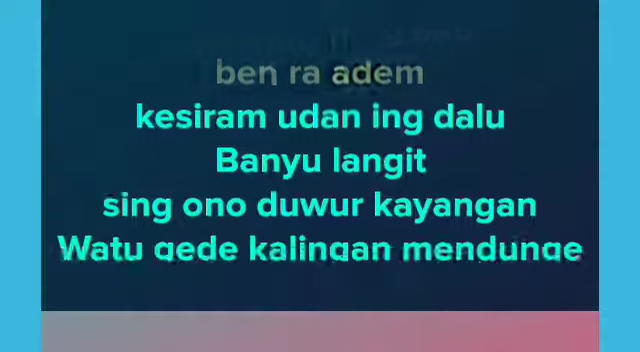 ben ra adem
kesiram udan ing dalu
Banyu langit
sing ono duwur kayangan
Watu gede kalingan mendunge